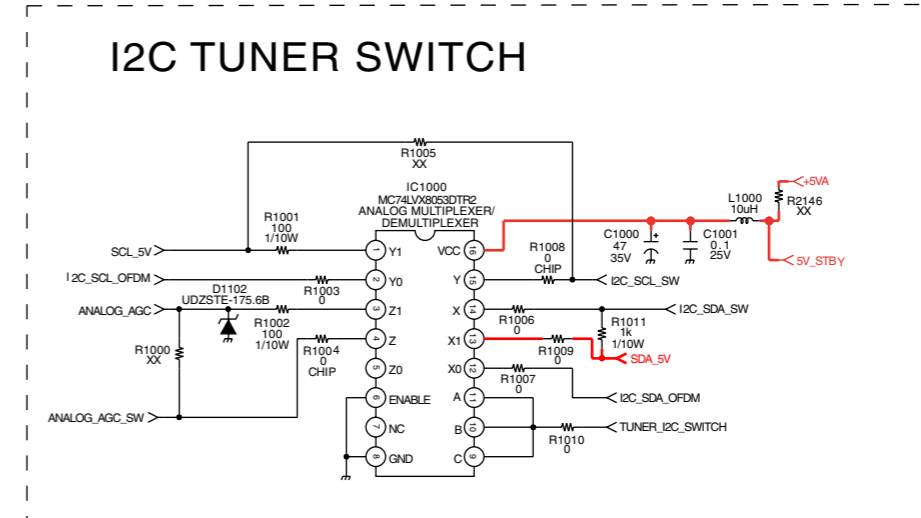 I2C TUNER SWITCH
R1005
XX
IC1000
MC74LVX8053DTR2
ANALOG MULTIPLEXER/
DEMULTIPLEXER
+5VA
L1000
10uH
R2146
XX
R1001
100
1/10W
C1000
47
35V
C1001
0.1
25V
R1008
0
CHIP
5V_STBY
SCL_5V
1 Y1
VCC 16
I2C_SCL_OFDM
R1003
0
2 Y0
Y 15
I2C_SCL_SW
D1102
UDZSTE-175.6B
ANALOG_AGC
R1002
100
1/10W
3 Z1
X 14
R1006
0
I2C_SDA_SW
R1011
1k
1/10W
R1000
XX
R1004
0
CHIP
4 Z
X1 13
R1009
0
SDA_5V
5 Z0
X0 12
R1007
0
I2C_SDA_OFDM
6 ENABLE
A 11
ANALOG_AGC_SW
7 NC
B 10
R1010
0
TUNER_I2C_SWITCH
8 GND
C 9